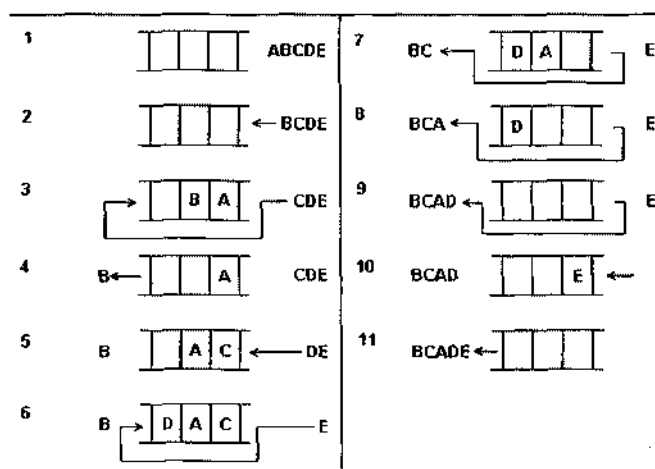 1 ABCDE
2 BCDE
3 B A CDE
4 B A CDE
5 B A C DE
6 B D A C E
7 BC D A E
8 BCA D E
9 BCAD E
10 BCAD E
11 BCADE